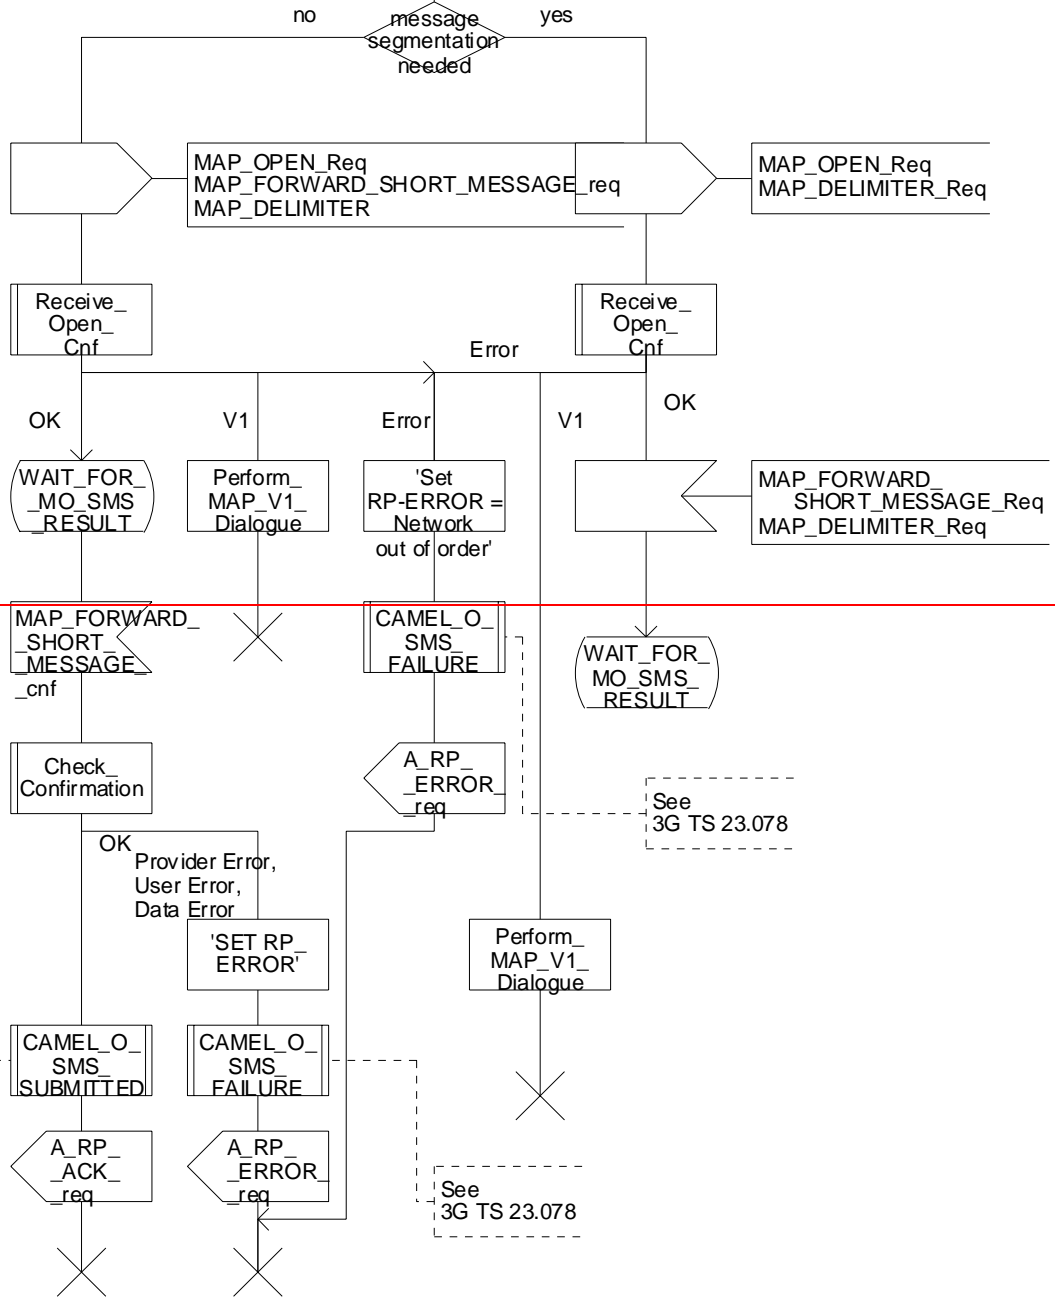 no
message
segmentation
needed
yes
MAP_OPEN_Req
MAP_FORWARD_SHORT_MESSAGE_req
MAP_DELIMITER
MAP_OPEN_Req
MAP_DELIMITER_Req
Receive_
Open_
Cnf
Receive_
Open_
Cnf
Error
OK
V1
Error
V1
OK
WAIT_FOR_
_MO_SMS
_RESULT
Perform_
MAP_V1_
Dialogue
'Set
RP-ERROR =
Network
out of order'
MAP_FORWARD_
SHORT_MESSAGE_Req
MAP_DELIMITER_Req
MAP_FORWARD_
_SHORT_
_MESSAGE_
_cnf
CAMEL_O_
SMS_
FAILURE
WAIT_FOR_
MO_SMS_
RESULT
Check_
Confirmation
A_RP_
_ERROR_
_req
See
3G TS 23.078
OK
Provider Error,
User Error,
Data Error
'SET RP_
ERROR'
Perform_
MAP_V1_
Dialogue
CAMEL_O_
SMS_
SUBMITTED
CAMEL_O_
SMS_
FAILURE
A_RP_
_ACK_
_req
A_RP_
_ERROR_
_req
See
3G TS 23.078